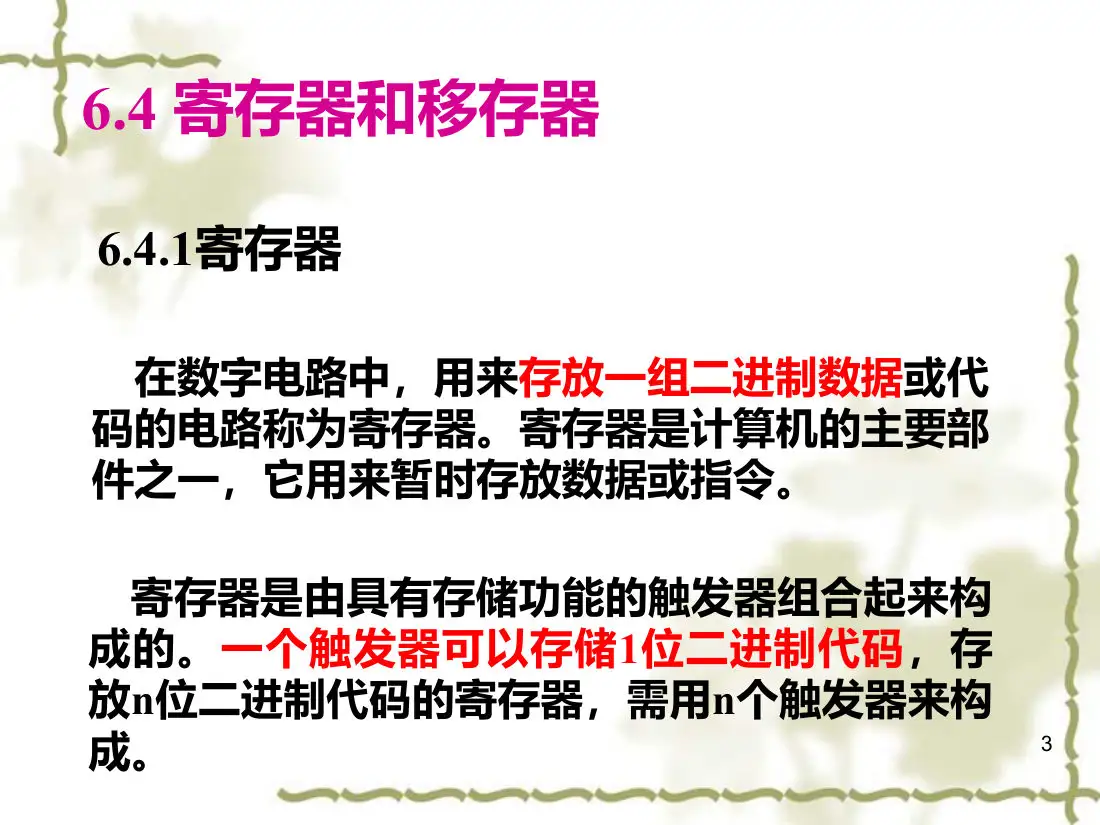 6.4 寄存器和移存器
6.4.1寄存器
在数字电路中，用来存放一组二进制数据或代
码的电路称为寄存器。寄存器是计算机的主要部
件之一，它用来暂时存放数据或指令。
寄存器是由具有存储功能的触发器组合起来构
成的。一个触发器可以存储1位二进制代码，存
放n位二进制代码的寄存器，需用n个触发器来构
成。
3